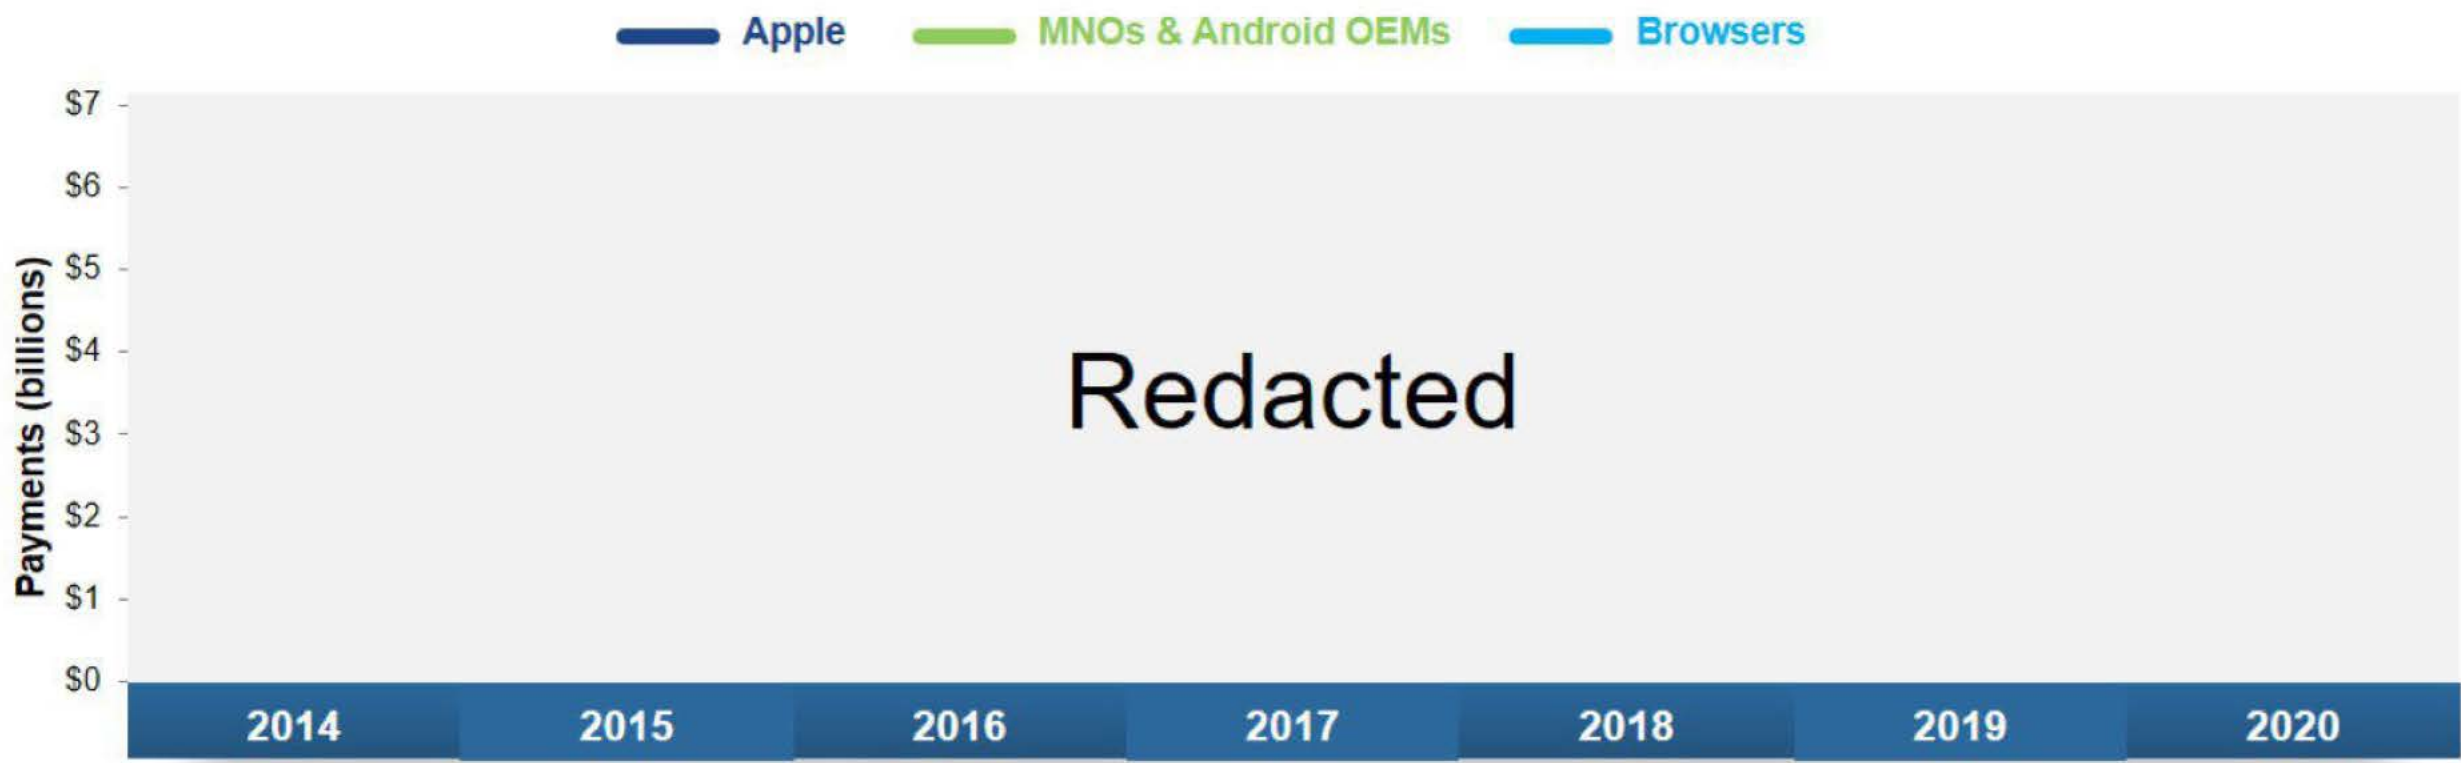 Apple MNOs & Android OEMs Browsers
Payments (billions)
$7
$6
$5
$4
$3
$2
$1
$0
Redacted
2014 2015 2016 2017 2018 2019 2020